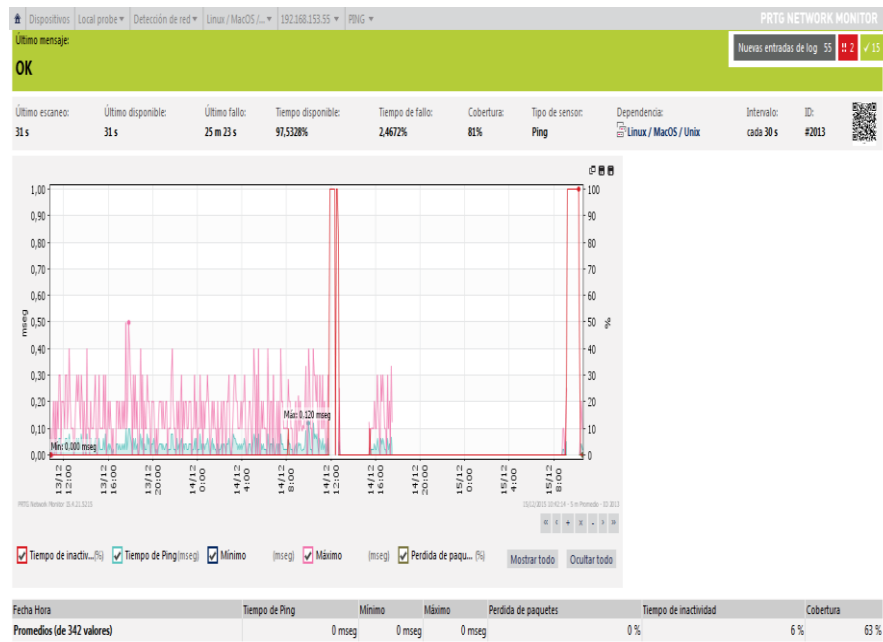 Dispositivos Local probe Detección de red Linux / MacOS /... 192.168.153.55 PING PRTG NETWORK MONITOR
Último mensaje:
OK
Nuevas entradas de log 55 !! 2 ✓ 15
Último escaneo: Último disponible: Último fallo: Tiempo disponible: Tiempo de fallo: Cobertura: Tipo de sensor: Dependencia: Intervalo: ID:
31 s 31 s 25 m 23 s 97,5328% 2,4672% 81% Ping Linux / MacOS / Unix cada 30 s #2013
1,00 100
0,90 90
0,80 80
0,70 70
0,60 60
0,50 50
0,40 40
0,30 30
0,20 20
0,10 10
0,00 0
mseg
%
Máx: 0.120 mseg
Mín: 0.000 mseg
13/12 12:00
13/12 16:00
13/12 20:00
14/12 0:00
14/12 4:00
14/12 8:00
14/12 12:00
14/12 16:00
14/12 20:00
15/12 0:00
15/12 4:00
15/12 8:00
PRTG Network Monitor
« ‹ + x - › »
Tiempo de inactiv...(%) Tiempo de Ping (mseg) Mínimo (mseg) Máximo (mseg) Perdida de paqu... (%) Mostrar todo Ocultar todo
Fecha Hora Tiempo de Ping Mínimo Máximo Perdida de paquetes Tiempo de inactividad Cobertura
Promedios (de 342 valores) 0 mseg 0 mseg 0 mseg 0 % 6 % 63 %